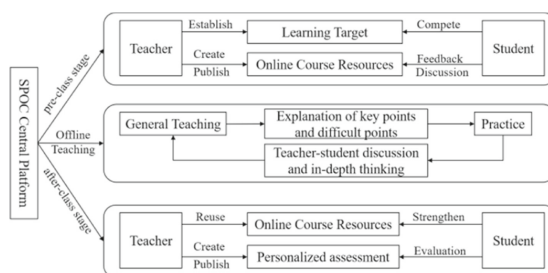 SPOC Central Platform
pre-class stage
Offline
Teaching
after-class stage
Teacher
Establish
Learning Target
Compete
Create
Publish
Online Course Resources
Feedback
Discussion
Student
General Teaching
Explanation of key points
and difficult points
Practice
Teacher-student discussion
and in-depth thinking
Teacher
Reuse
Online Course Resources
Strengthen
Create
Publish
Personalized assessment
Evaluation
Student